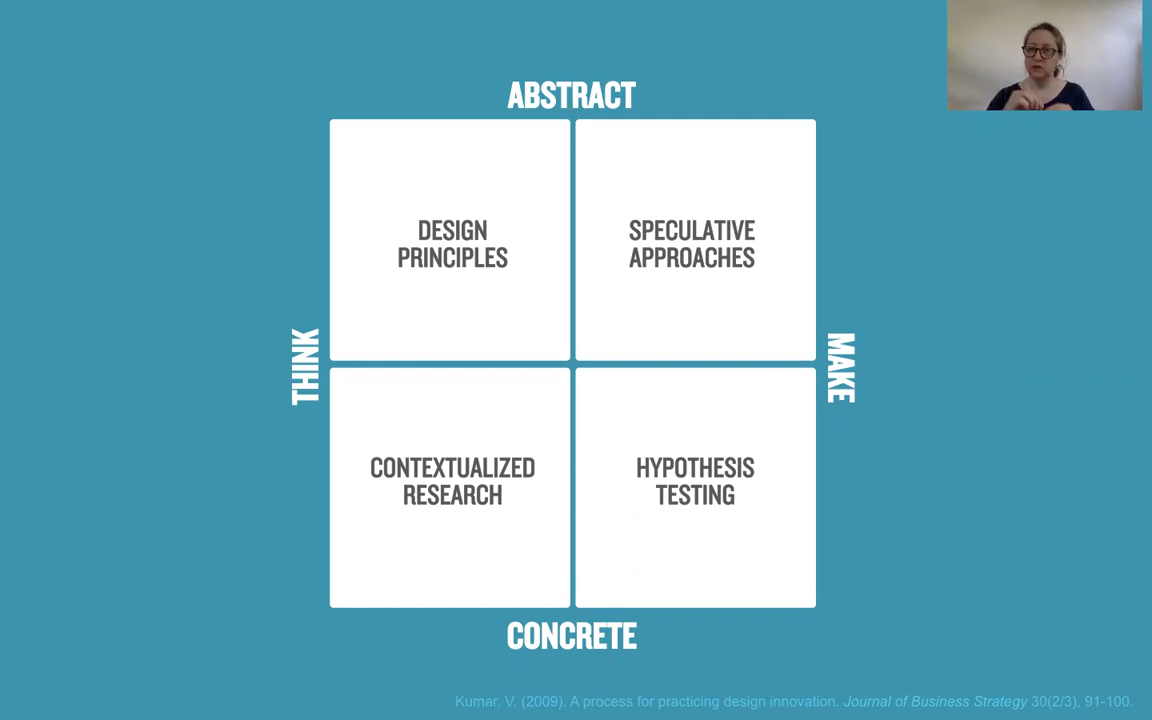 ABSTRACT
DESIGN
PRINCIPLES
SPECULATIVE
APPROACHES
THINK
MAKE
CONTEXTUALIZED
RESEARCH
HYPOTHESIS
TESTING
CONCRETE
Kumar, V. (2009). A process for practicing design innovation. Journal of Business Strategy 30(2/3), 91-100.